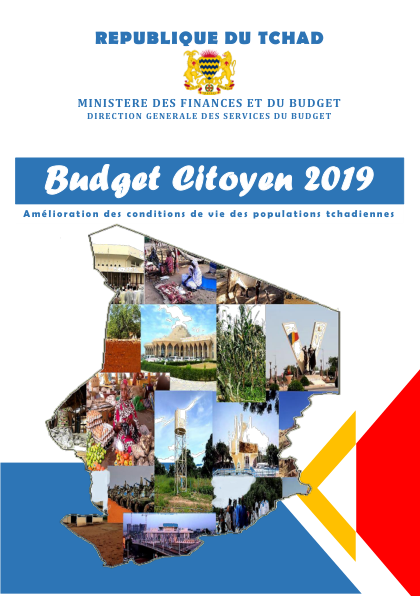 REPUBLIQUE DU TCHAD
MINISTERE DES FINANCES ET DU BUDGET
DIRECTION GENERALE DES SERVICES DU BUDGET
Budget Citoyen 2019
Amélioration des conditions de vie des populations tchadiennes